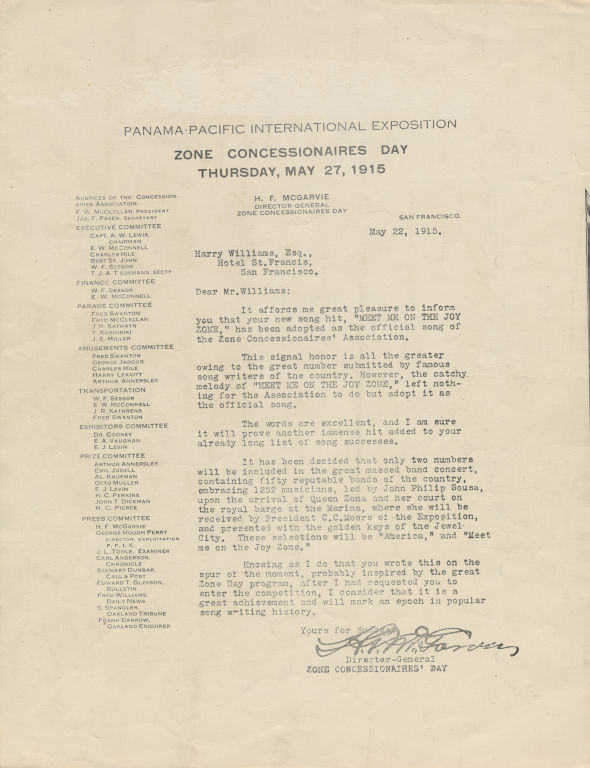 PANAMA-PACIFIC INTERNATIONAL EXPOSITION
ZONE CONCESSIONAIRES DAY
THURSDAY, MAY 27, 1915
H. F. MCGARVIE
DIRECTOR GENERAL
ZONE CONCESSIONAIRES DAY
AUSPICES OF THE CONCESSION-
AIRES ASSOCIATION.
F. W. MCCLELLAN, PRESIDENT
JAS. F. PAZEN, SECRETARY
EXECUTIVE COMMITTEE
CAPT. A. W. LEWIS,
CHAIRMAN
E. W. MCCONNELL
CHARLES HILE
BERT ST. JOHN
W. F. SESSOR
T. J. A. TIEDEMANN, SECTY
FINANCE COMMITTEE
W. F. SESSOR
E. W. MCCONNELL
PARADE COMMITTEE
FRED SWANTON
FRED MCCLELLAN
J. R. KATHRYN
Y. KUSHIBIKI
J. E. MILLER
AMUSEMENTS COMMITTEE
FRED SWANTON
GEORGE JABOUR
CHARLES HILE
HARRY LEAVITT
ARTHUR ANNERSLEY
TRANSPORTATION
W. F. SESSOR
E. W. MCCONNELL
J. R. KATHRENS
FRED SWANTON
EXHIBITORS COMMITTEE
DR. COONEY
E. A. VAUGHAN
E. J. LEVIN
PRIZE COMMITTEE
ARTHUR ANNERSLEY
EMIL JUDELL
AL. KAUFMAN
OTTO MULLER
E. J. LEVIN
H. C. PERKINS
JOHN T. DICKMAN
H. C. PIERCE
PRESS COMMITTEE
H. F. MCGARVIE
GEORGE HOUGH PERRY
DIRECTOR, EXPLOITATION
P. P. I. E.
J. L. TOOLE, EXAMINER
CARL ANDERSON,
CHRONICLE
STEWART DUNBAR,
CALL & POST
EDWARD T. GLEESON,
BULLETIN
FRED WILLIAMS,
DAILY NEWS
S. SPANGLER,
OAKLAND TRIBUNE
FRANK DARROW,
OAKLAND ENQUIRER
SAN FRANCISCO.
May 22, 1915.
Harry Williams, Esq.,
Hotel St.Francis,
San Francisco.
Dear Mr.Williams:
It affords me great pleasure to inform
you that your new song hit, "MEET ME ON THE JOY
ZONE," has been adopted as the official song of
the Zone Concessionaires' Association.
This signal honor is all the greater
owing to the great number submitted by famous
song writers of the country. However, the catchy
melody of "MEET ME ON THE JOY ZONE," left noth-
ing for the Association to do but adopt it as
the official song.
The words are excellent, and I am sure
it will prove another immense hit added to your
already long list of song successes.
It has been decided that only two numbers
will be included in the great massed band concert,
containing fifty reputable bands of the country,
embracing 1252 musicians, led by John Philip Sousa,
upon the arrival of Queen Zona and her court on
the royal barge at the Marina, where she will be
received by President C.C.Moore of the Exposition,
and presented with the golden keys of the Jewel
City. These selections will be "America," and "Meet
me on the Joy Zone."
Knowing as I do that you wrote this on the
spur of the moment, probably inspired by the great
Zone Day program, after I had requested you to
enter the competition, I consider that it is a
great achievement and will mark an epoch in popular
song writing history.
Yours for Success
H. F. McGarvie
Director-General
ZONE CONCESSIONAIRES' DAY